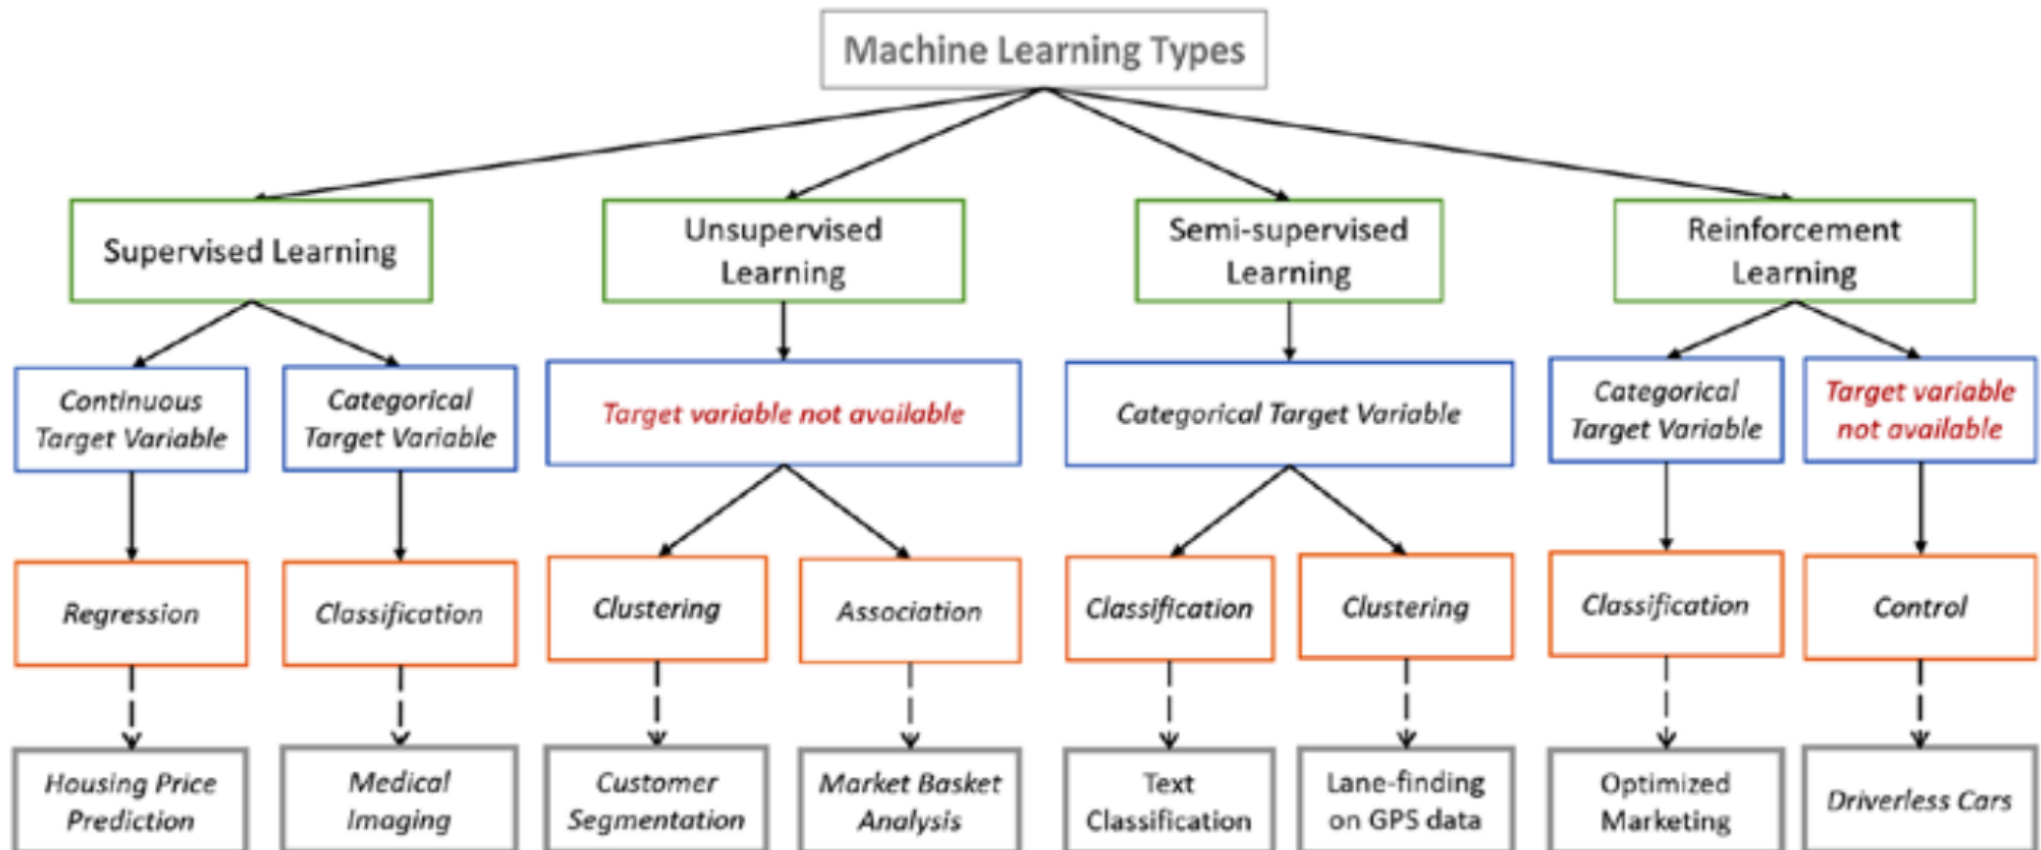 Machine Learning Types
Supervised Learning
Unsupervised
Learning
Semi-supervised
Learning
Reinforcement
Learning
Continuous
Target Variable
Categorical
Target Variable
Target variable not available
Categorical Target Variable
Categorical
Target Variable
Target variable
not available
Regression
Classification
Clustering
Association
Classification
Clustering
Classification
Control
Housing Price
Prediction
Medical
Imaging
Customer
Segmentation
Market Basket
Analysis
Text
Classification
Lane-finding
on GPS data
Optimized
Marketing
Driverless Cars